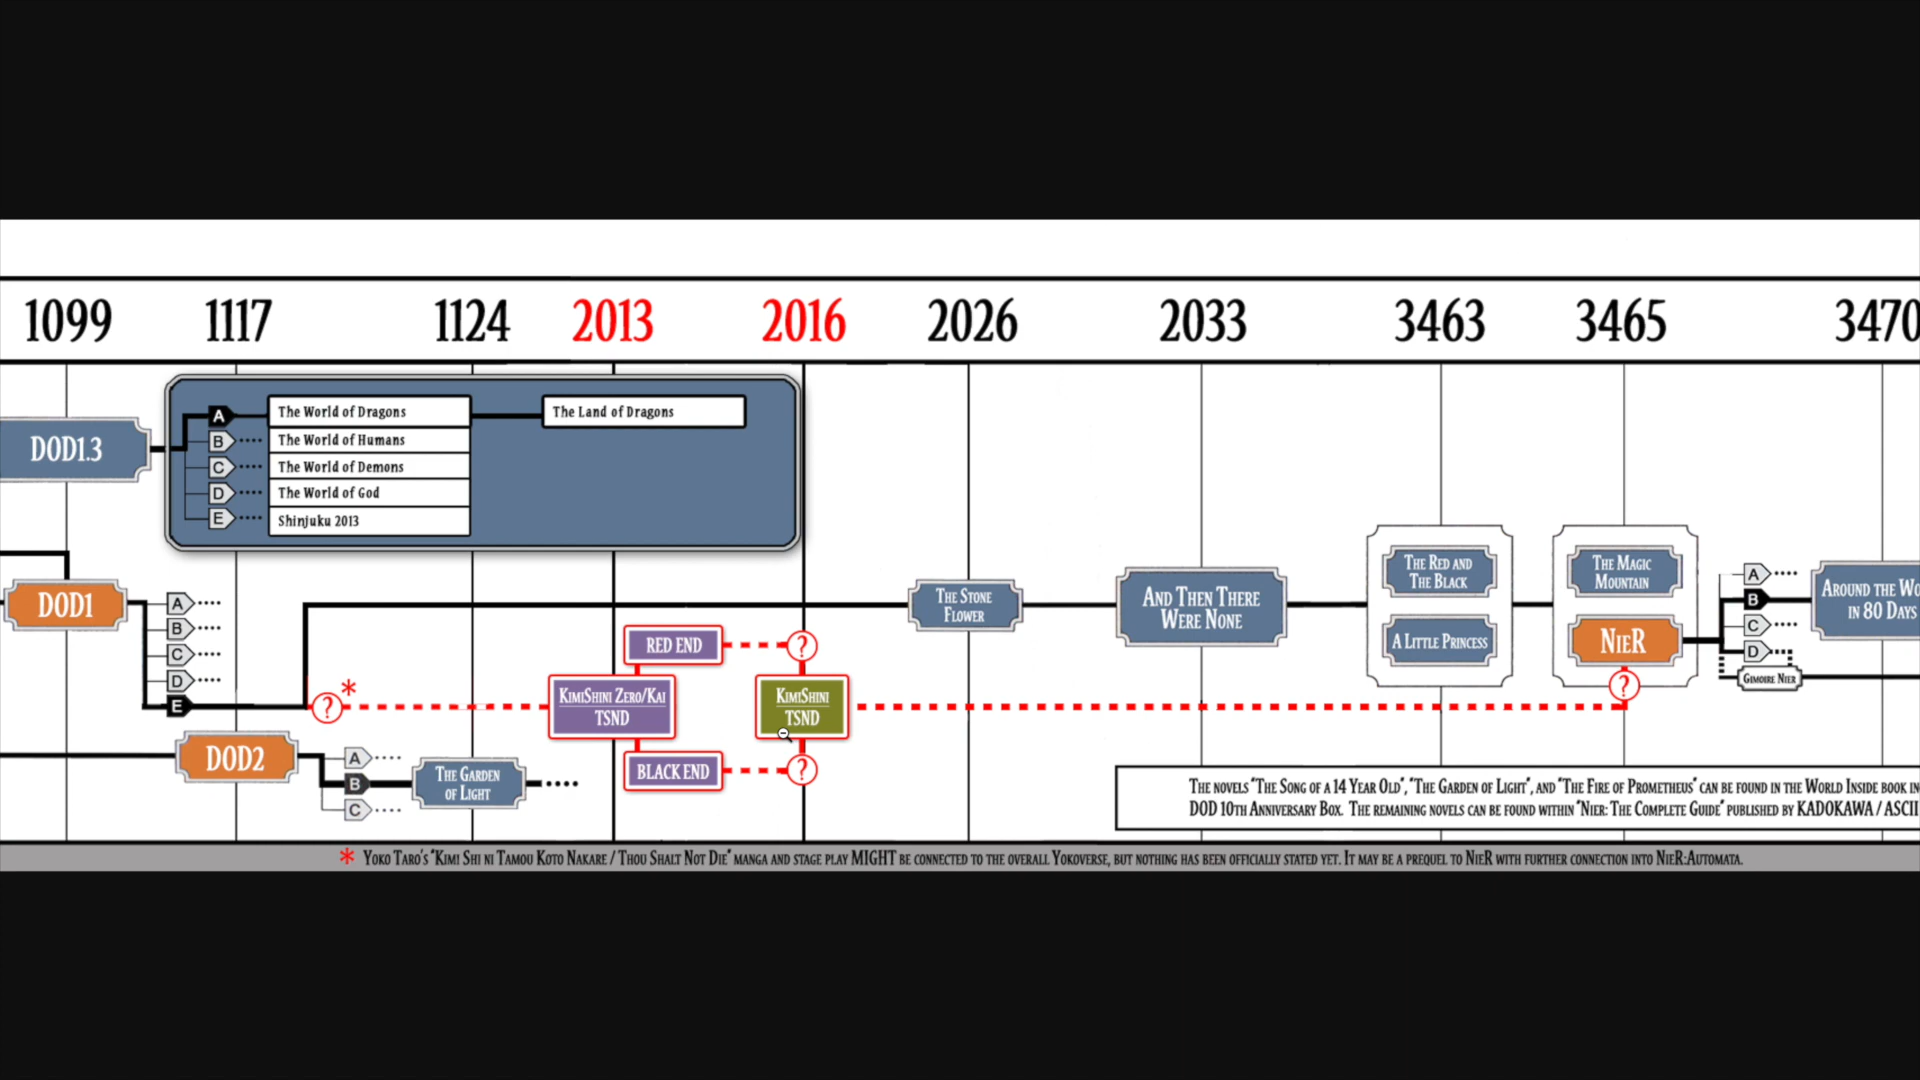 1099 1117 1124 2013 2016 2026 2033 3463 3465 3470
DOD1.3
A The World of Dragons The Land of Dragons
B The World of Humans
C The World of Demons
D The World of God
E Shinjuku 2013
DOD1
A
B
C
D
E
?
*
RED END
?
KIMISHINI ZERO/KAI
TSND
BLACK END
?
KIMISHINI
TSND
THE STONE
FLOWER
AND THEN THERE
WERE NONE
THE RED AND
THE BLACK
A LITTLE PRINCESS
THE MAGIC
MOUNTAIN
NIER
?
A
B
C
D
GIMOIRE NIER
AROUND THE WO
IN 80 DAYS
DOD2
A
B
C
THE GARDEN
OF LIGHT
THE NOVELS "THE SONG OF A 14 YEAR OLD", "THE GARDEN OF LIGHT", AND "THE FIRE OF PROMETHEUS" CAN BE FOUND IN THE WORLD INSIDE BOOK IN
DOD 10TH ANNIVERSARY BOX. THE REMAINING NOVELS CAN BE FOUND WITHIN "NIER: THE COMPLETE GUIDE" PUBLISHED BY KADOKAWA / ASCII
* YOKO TARO'S "KIMI SHI NI TAMOU KOTO NAKARE / THOU SHALT NOT DIE" MANGA AND STAGE PLAY MIGHT BE CONNECTED TO THE OVERALL YOKOVERSE, BUT NOTHING HAS BEEN OFFICIALLY STATED YET. IT MAY BE A PREQUEL TO NIER WITH FURTHER CONNECTION INTO NIER:AUTOMATA.